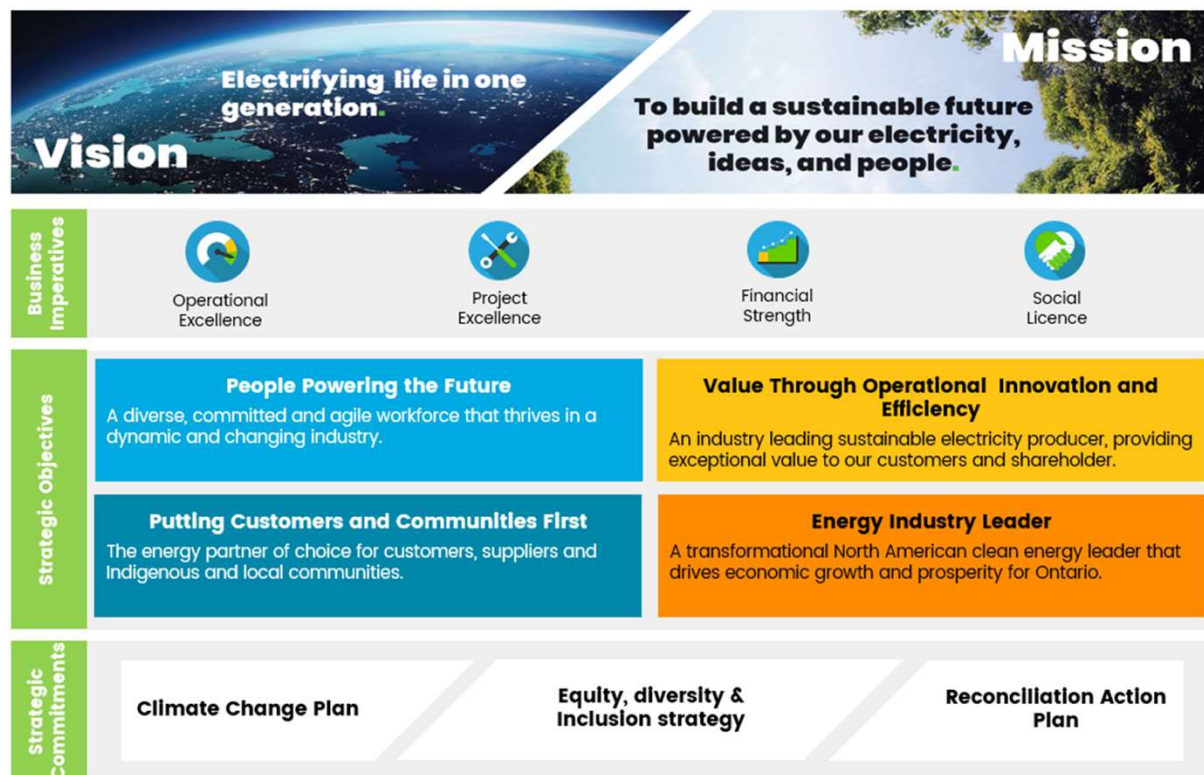 Vision
Electrifying life in one
generation.
Mission
To build a sustainable future
powered by our electricity,
ideas, and people.
Business
Imperatives
Operational
Excellence
Project
Excellence
Financial
Strength
Social
Licence
Strategic Objectives
People Powering the Future
A diverse, committed and agile workforce that thrives in a
dynamic and changing industry.
Value Through Operational Innovation and
Efficiency
An industry leading sustainable electricity producer, providing
exceptional value to our customers and shareholder.
Putting Customers and Communities First
The energy partner of choice for customers, suppliers and
Indigenous and local communities.
Energy Industry Leader
A transformational North American clean energy leader that
drives economic growth and prosperity for Ontario.
Strategic
Commitments
Climate Change Plan
Equity, diversity &
Inclusion strategy
Reconciliation Action
Plan